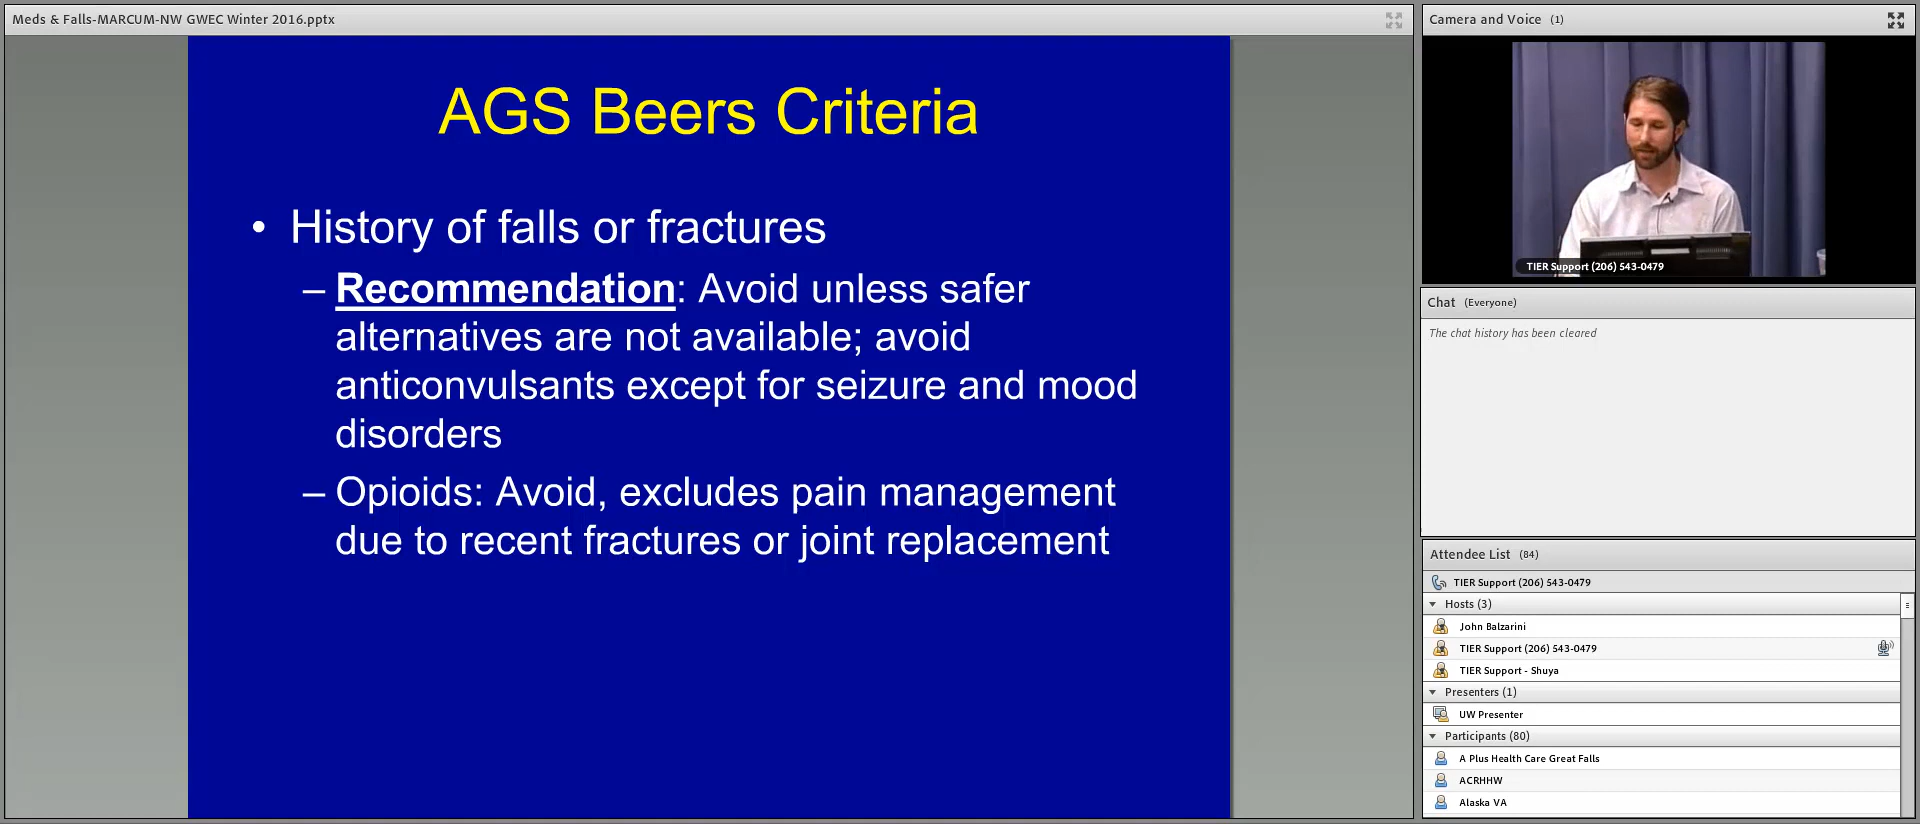 Meds & Falls-MARCUM-NW GWEC Winter 2016.pptx
AGS Beers Criteria
• History of falls or fractures
– Recommendation: Avoid unless safer
alternatives are not available; avoid
anticonvulsants except for seizure and mood
disorders
– Opioids: Avoid, excludes pain management
due to recent fractures or joint replacement
Camera and Voice (1)
TIER Support (206) 543-0479
Chat (Everyone)
The chat history has been cleared
Attendee List (84)
TIER Support (206) 543-0479
Hosts (3)
John Balzarini
TIER Support (206) 543-0479
TIER Support - Shuya
Presenters (1)
UW Presenter
Participants (80)
A Plus Health Care Great Falls
ACRHHW
Alaska VA